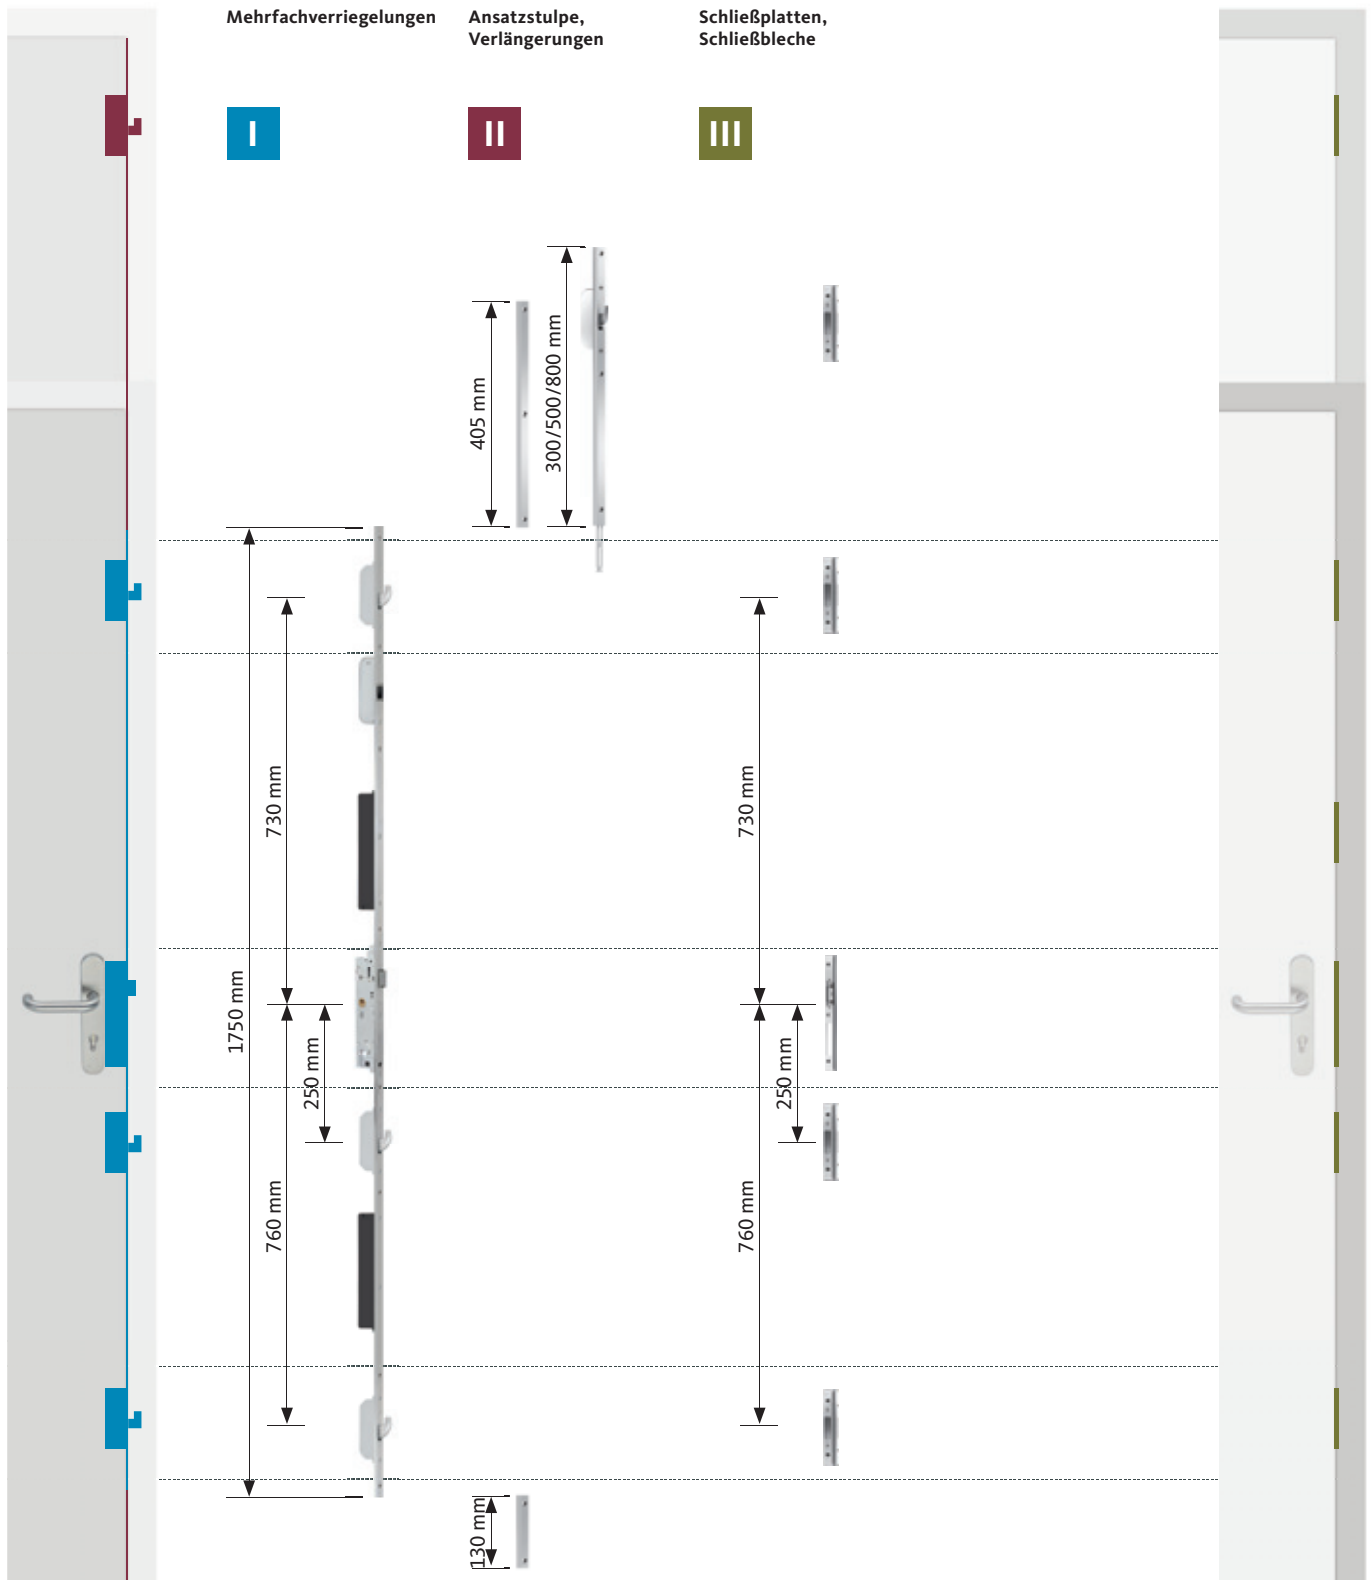 Mehrfachverriegelungen
Ansatzstulpe,
Verlängerungen
Schließplatten,
Schließbleche
I
II
III
405 mm
300/500/800 mm
730 mm
730 mm
1750 mm
250 mm
250 mm
760 mm
760 mm
130 mm